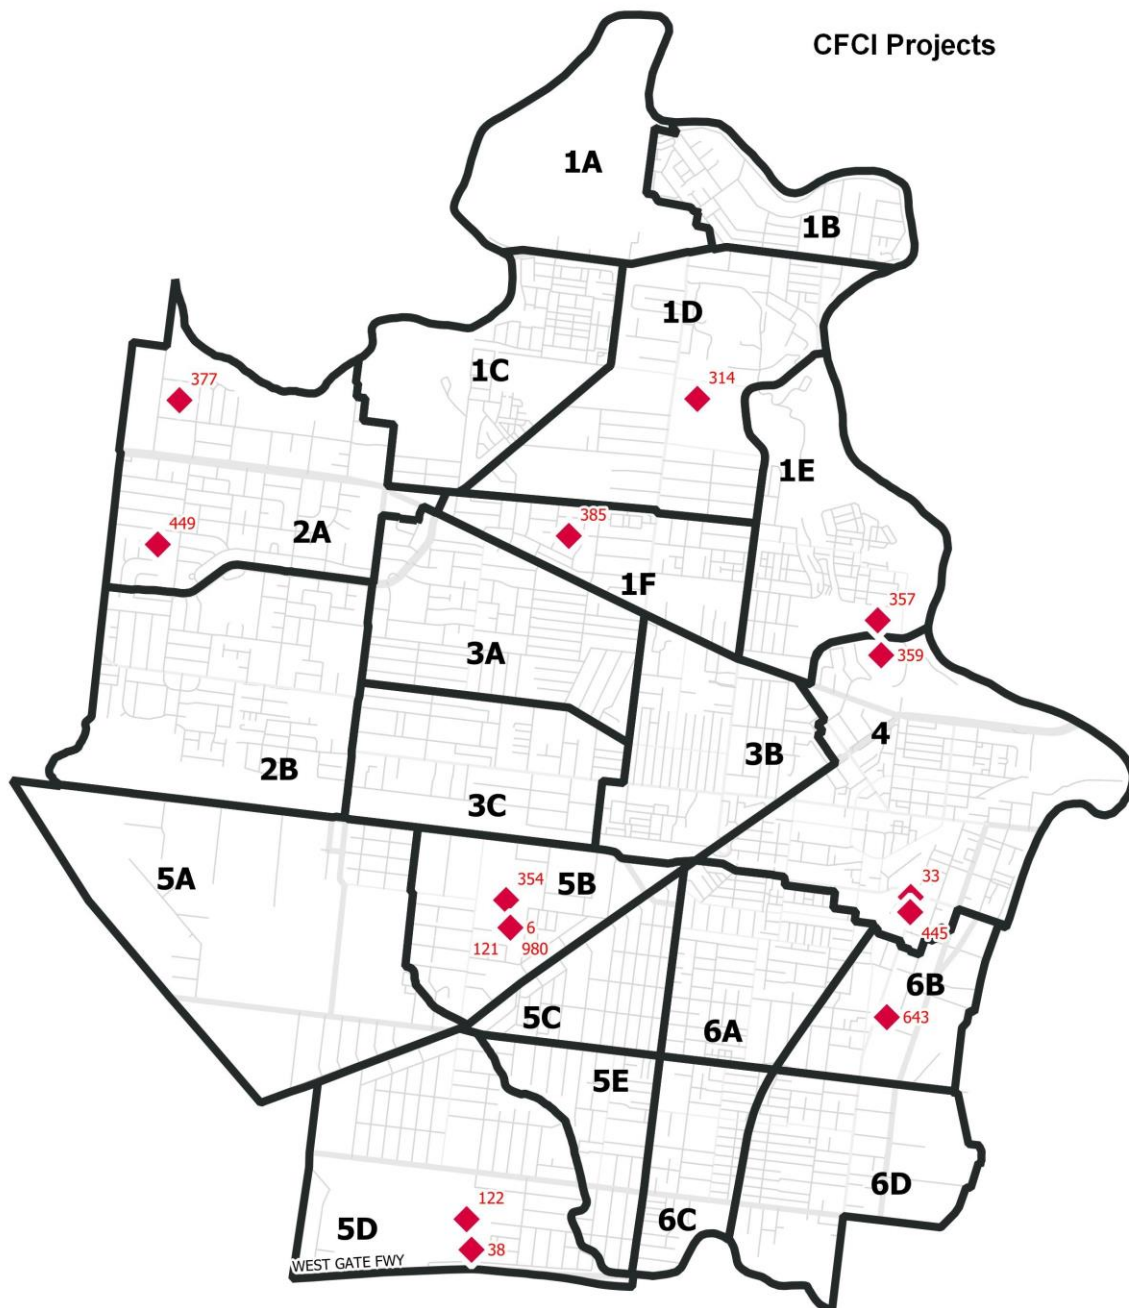 CFCI Projects
1A
1B
1D
1C
377
314
1E
385
449
2A
1F
357
3A
359
4
3B
2B
3C
5A
354
5B
33
6
445
121
980
6B
5C
643
6A
5E
6D
122
6C
5D
38
WEST GATE FWY